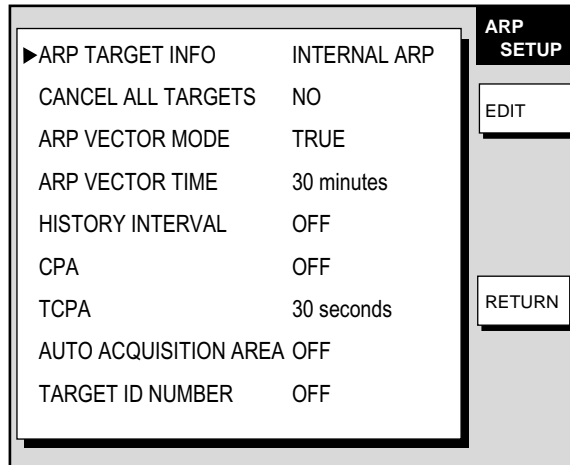 ARP
SETUP
▶ARP TARGET INFO INTERNAL ARP
CANCEL ALL TARGETS NO
ARP VECTOR MODE TRUE
ARP VECTOR TIME 30 minutes
HISTORY INTERVAL OFF
CPA OFF
TCPA 30 seconds
AUTO ACQUISITION AREA OFF
TARGET ID NUMBER OFF
EDIT
RETURN